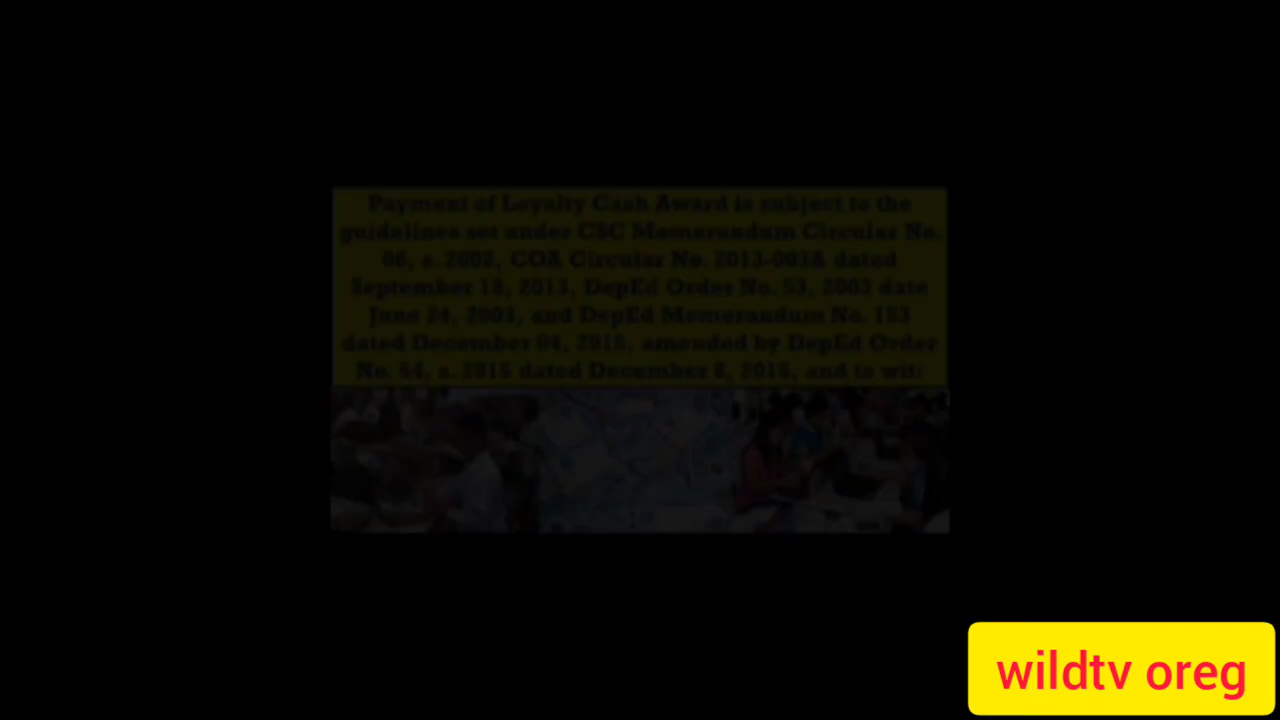 Payment of Loyalty Cash Award is subject to the
guidelines set under CSC Memorandum Circular No.
06, s. 2002, COA Circular No. 2013-003A dated
September 18, 2013, DepEd Order No. 53, 2003 date
June 24, 2003, and DepEd Memorandum No. 153
dated December 04, 2015, amended by DepEd Order
No. 54, s. 2015 dated December 8, 2015, and to wit:
wildtv oreg